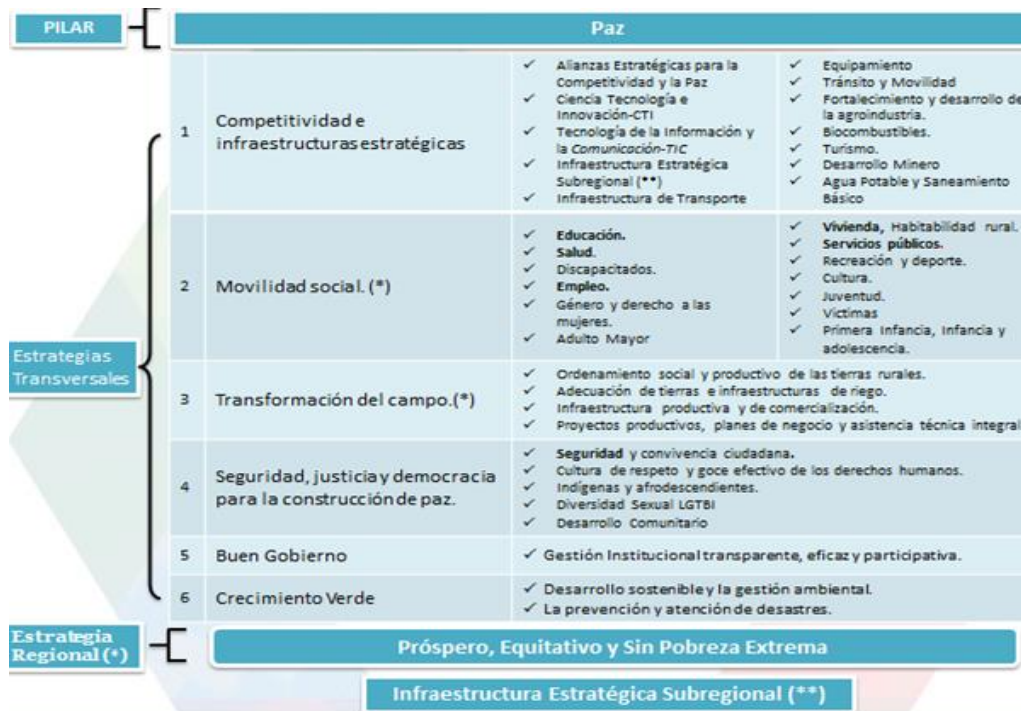 PILAR
Paz
Estrategias
Transversales
1
Competitividad e
infraestructuras estratégicas
✓ Alianzas Estratégicas para la
Competitividad y la Paz
✓ Ciencia Tecnología e
Innovación-CTI
✓ Tecnología de la Información y
la Comunicación-TIC
✓ Infraestructura Estratégica
Subregional (**)
✓ Infraestructura de Transporte
✓ Equipamiento
✓ Tránsito y Movilidad
✓ Fortalecimiento y desarrollo de
la agroindustria.
✓ Biocombustibles.
✓ Turismo.
✓ Desarrollo Minero
✓ Agua Potable y Saneamiento
Básico
2
Movilidad social. (*)
✓ Educación.
✓ Salud.
✓ Discapacitados.
✓ Empleo.
✓ Género y derecho a las
mujeres.
✓ Adulto Mayor
✓ Vivienda, Habitabilidad rural.
✓ Servicios públicos.
✓ Recreación y deporte.
✓ Cultura.
✓ Juventud.
✓ Victimas
✓ Primera Infancia, Infancia y
adolescencia.
3
Transformación del campo.(*)
✓ Ordenamiento social y productivo de las tierras rurales.
✓ Adecuación de tierras e infraestructuras de riego.
✓ Infraestructura productiva y de comercialización.
✓ Proyectos productivos, planes de negocio y asistencia técnica integral
4
Seguridad, justicia y democracia
para la construcción de paz.
✓ Seguridad y convivencia ciudadana.
✓ Cultura de respeto y goce efectivo de los derechos humanos.
✓ Indígenas y afrodescendientes.
✓ Diversidad Sexual LGTBI
✓ Desarrollo Comunitario
5
Buen Gobierno
✓ Gestión Institucional transparente, eficaz y participativa.
6
Crecimiento Verde
✓ Desarrollo sostenible y la gestión ambiental.
✓ La prevención y atención de desastres.
Estrategia
Regional (*)
Próspero, Equitativo y Sin Pobreza Extrema
Infraestructura Estratégica Subregional (**)